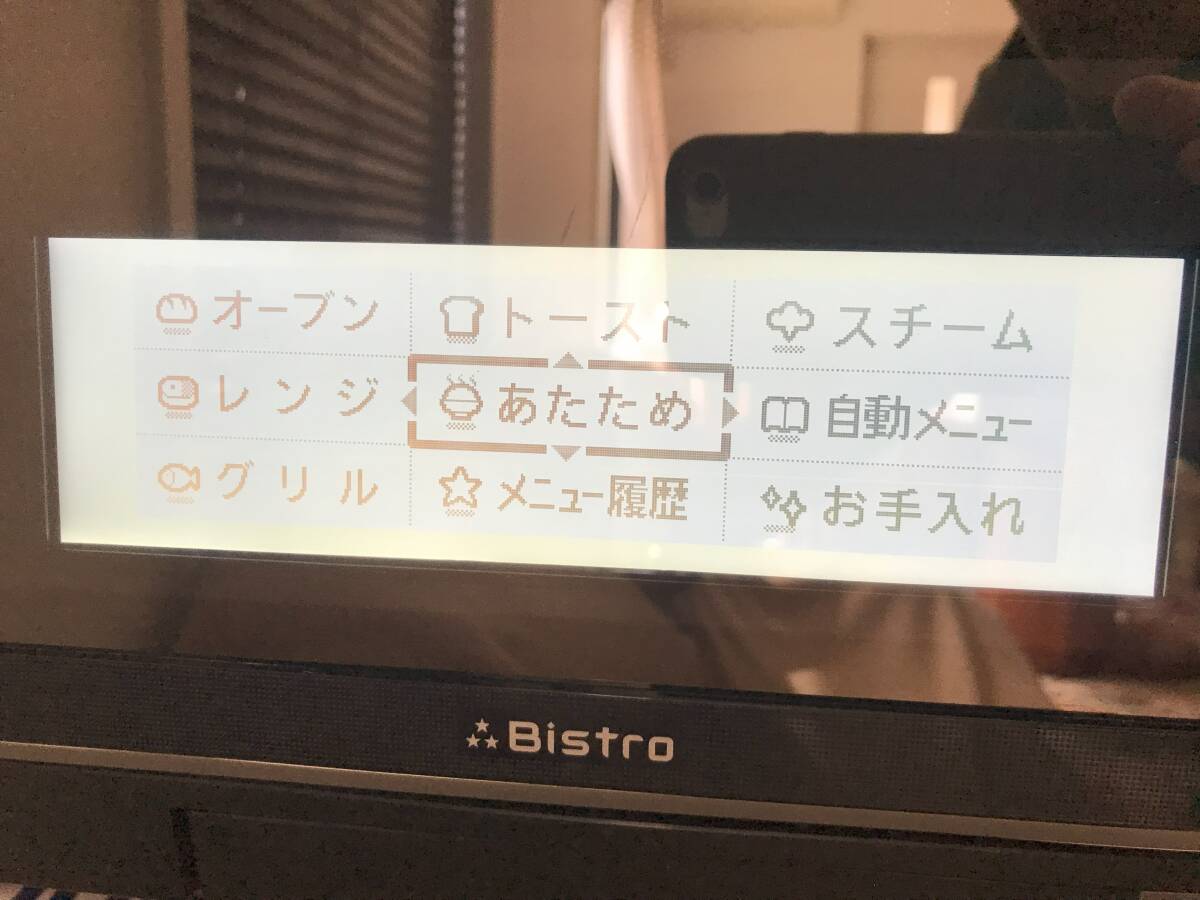 オーブン トースト スチーム
レンジ あたため 自動メニュー
グリル メニュー履歴 お手入れ
Bistro